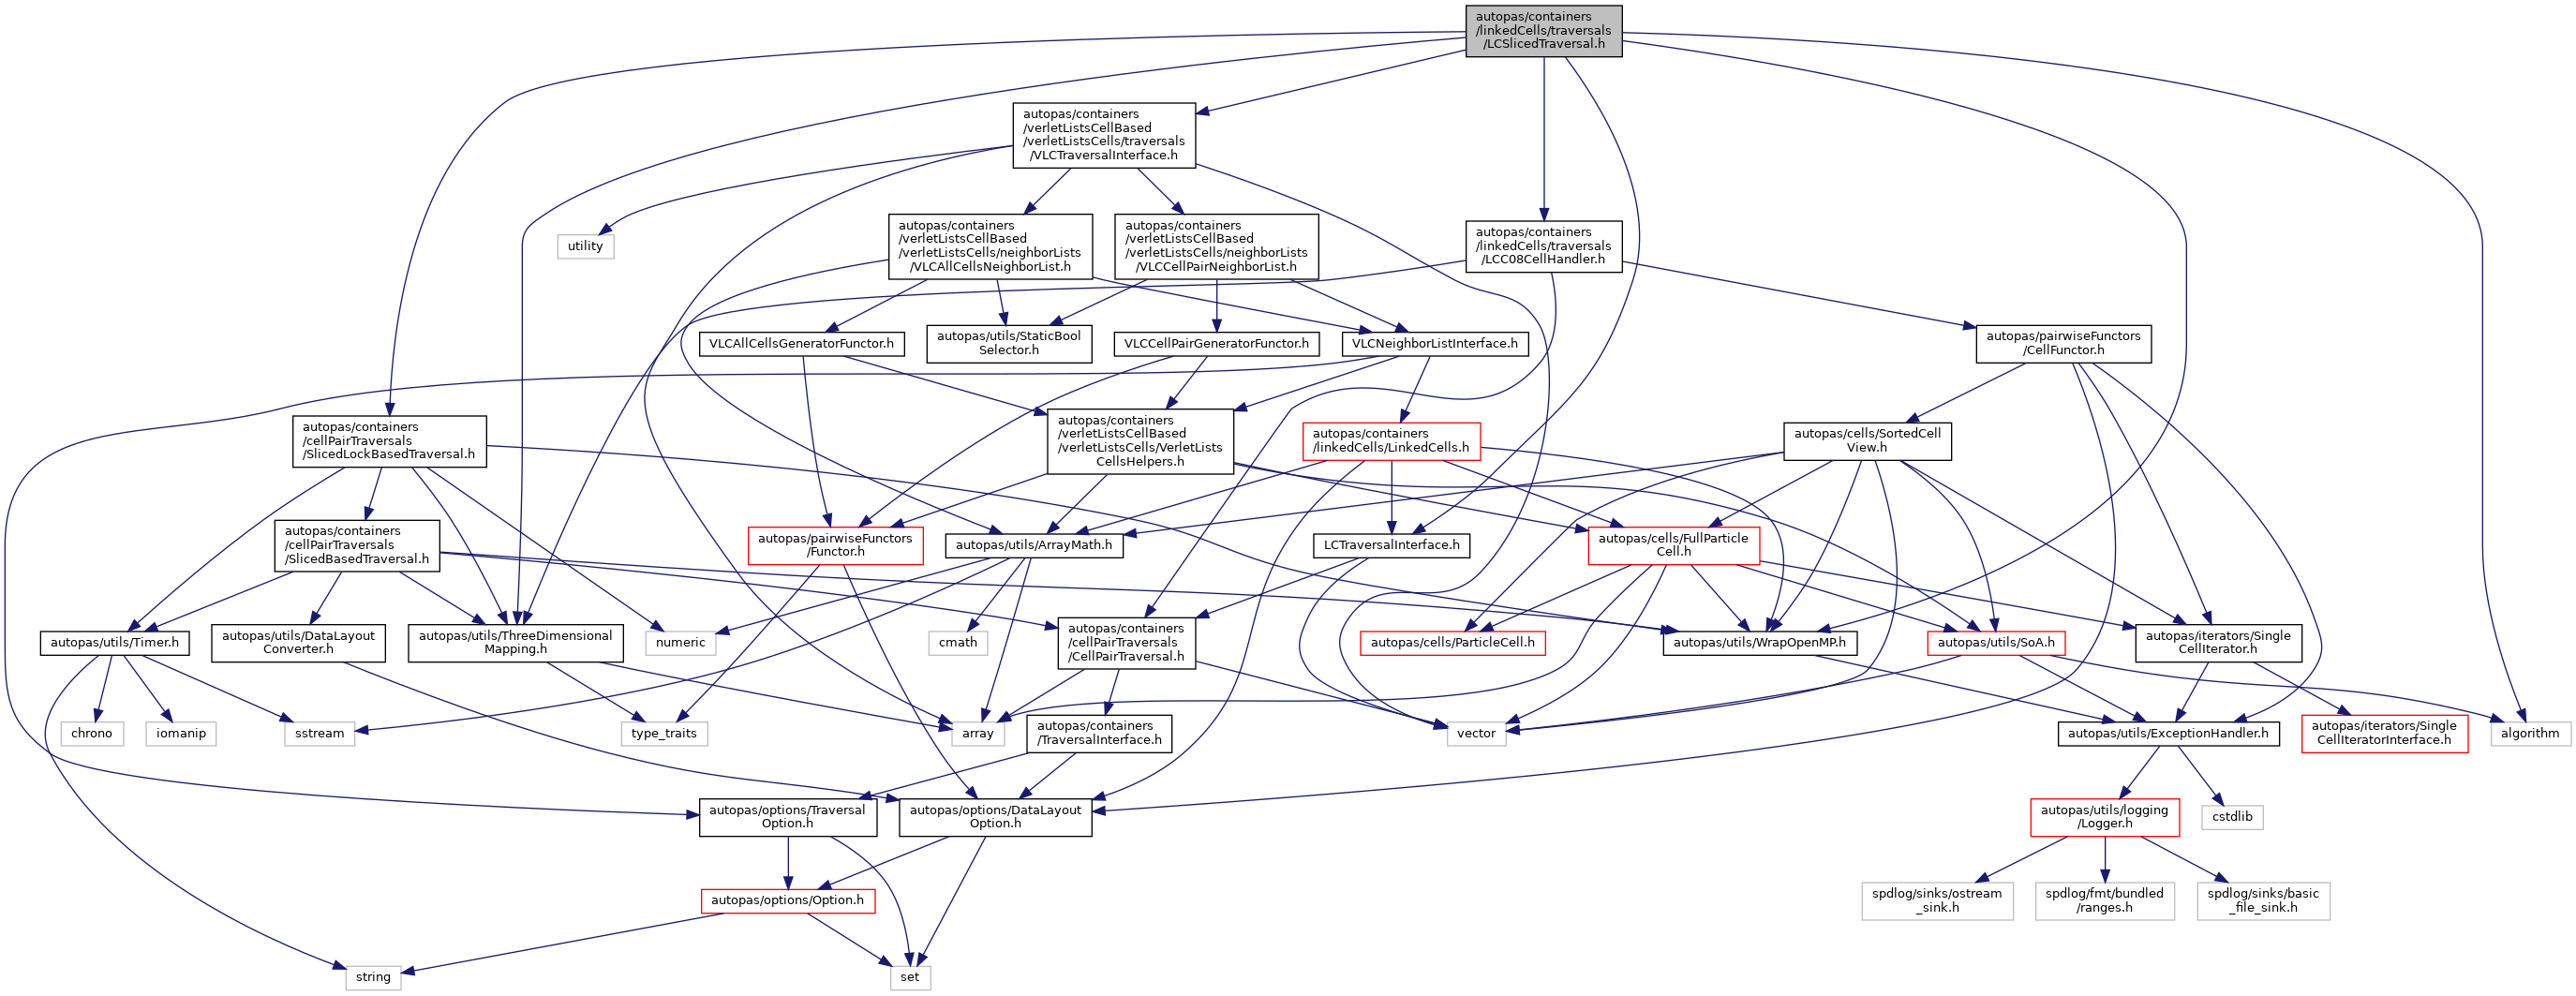 autopas/containers
/linkedCells/traversals
/LCSlicedTraversal.h
autopas/containers
/verletListsCellBased
/verletListsCells/traversals
/VLCTraversalInterface.h
utility
autopas/containers
/verletListsCellBased
/verletListsCells/neighborLists
/VLCAllCellsNeighborList.h
autopas/containers
/verletListsCellBased
/verletListsCells/neighborLists
/VLCCellPairNeighborList.h
autopas/containers
/linkedCells/traversals
/LCC08CellHandler.h
VLCAllCellsGeneratorFunctor.h
autopas/utils/StaticBool
Selector.h
VLCCellPairGeneratorFunctor.h
VLCNeighborListInterface.h
autopas/pairwiseFunctors
/CellFunctor.h
autopas/containers
/cellPairTraversals
/SlicedLockBasedTraversal.h
autopas/containers
/verletListsCellBased
/verletListsCells/VerletLists
CellsHelpers.h
autopas/containers
/linkedCells/LinkedCells.h
autopas/cells/SortedCell
View.h
autopas/containers
/cellPairTraversals
/SlicedBasedTraversal.h
autopas/pairwiseFunctors
/Functor.h
autopas/utils/ArrayMath.h
LCTraversalInterface.h
autopas/cells/FullParticle
Cell.h
autopas/utils/Timer.h
autopas/utils/DataLayout
Converter.h
autopas/utils/ThreeDimensional
Mapping.h
numeric
cmath
autopas/containers
/cellPairTraversals
/CellPairTraversal.h
autopas/cells/ParticleCell.h
autopas/utils/WrapOpenMP.h
autopas/utils/SoA.h
autopas/iterators/Single
CellIterator.h
chrono
iomanip
sstream
type_traits
array
autopas/containers
/TraversalInterface.h
vector
autopas/utils/ExceptionHandler.h
autopas/iterators/Single
CellIteratorInterface.h
algorithm
autopas/options/Traversal
Option.h
autopas/options/DataLayout
Option.h
autopas/utils/logging
/Logger.h
cstdlib
autopas/options/Option.h
spdlog/sinks/ostream
_sink.h
spdlog/fmt/bundled
/ranges.h
spdlog/sinks/basic
_file_sink.h
string
set